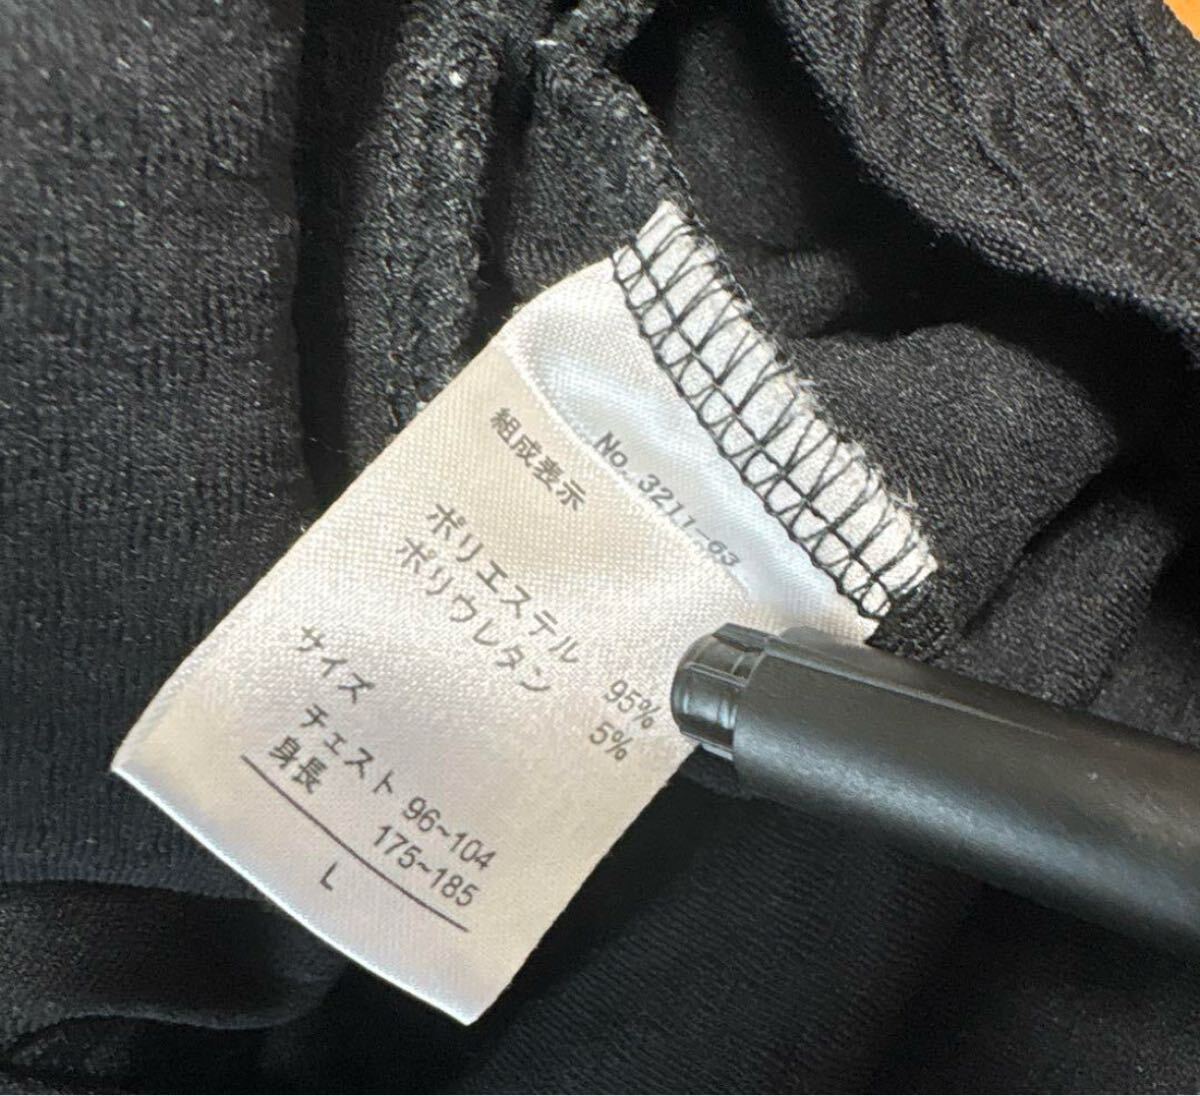 No. 3211-93
組成表示
ポリエステル 95%
ポリウレタン 5%
サイズ
チェスト 96~104
身長 175~185
L